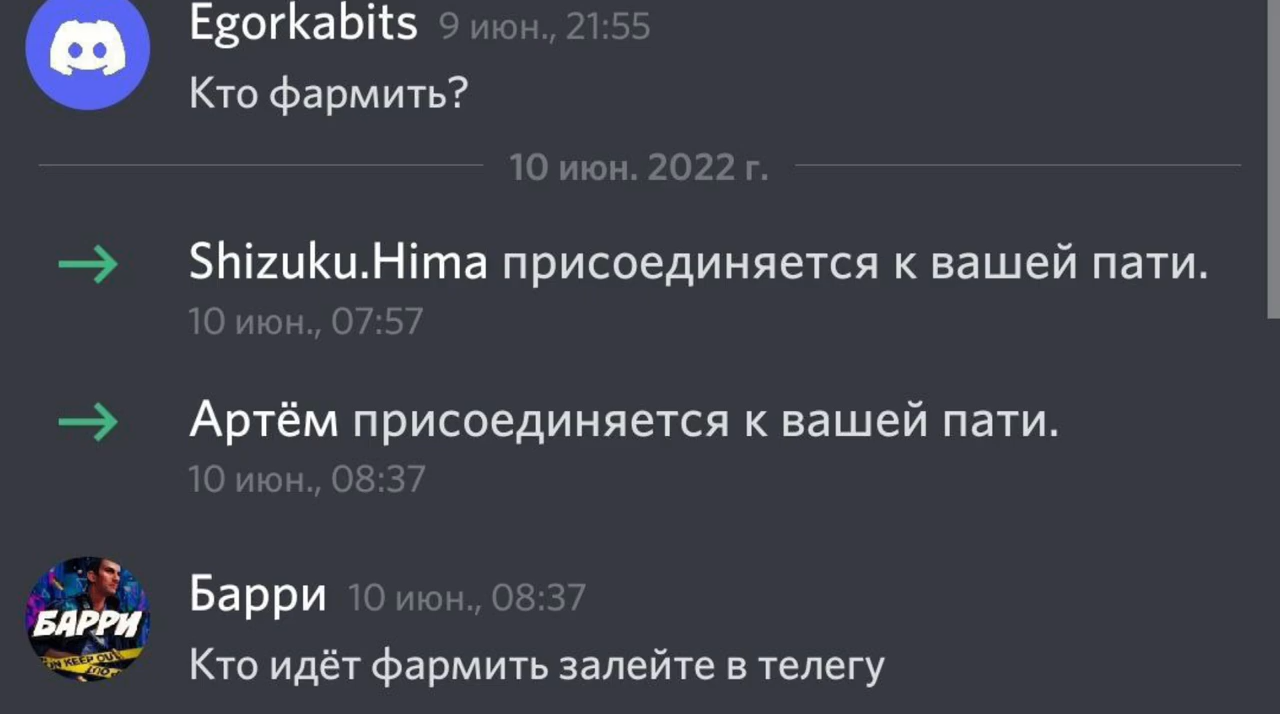 Egorkabits 9 июн., 21:55
Кто фармить?
10 июн. 2022 г.
Shizuku.Hima присоединяется к вашей пати.
10 июн., 07:57
Артём присоединяется к вашей пати.
10 июн., 08:37
Барри 10 июн., 08:37
БАРРИ
KEEP OUT
Кто идёт фармить залейте в телегу